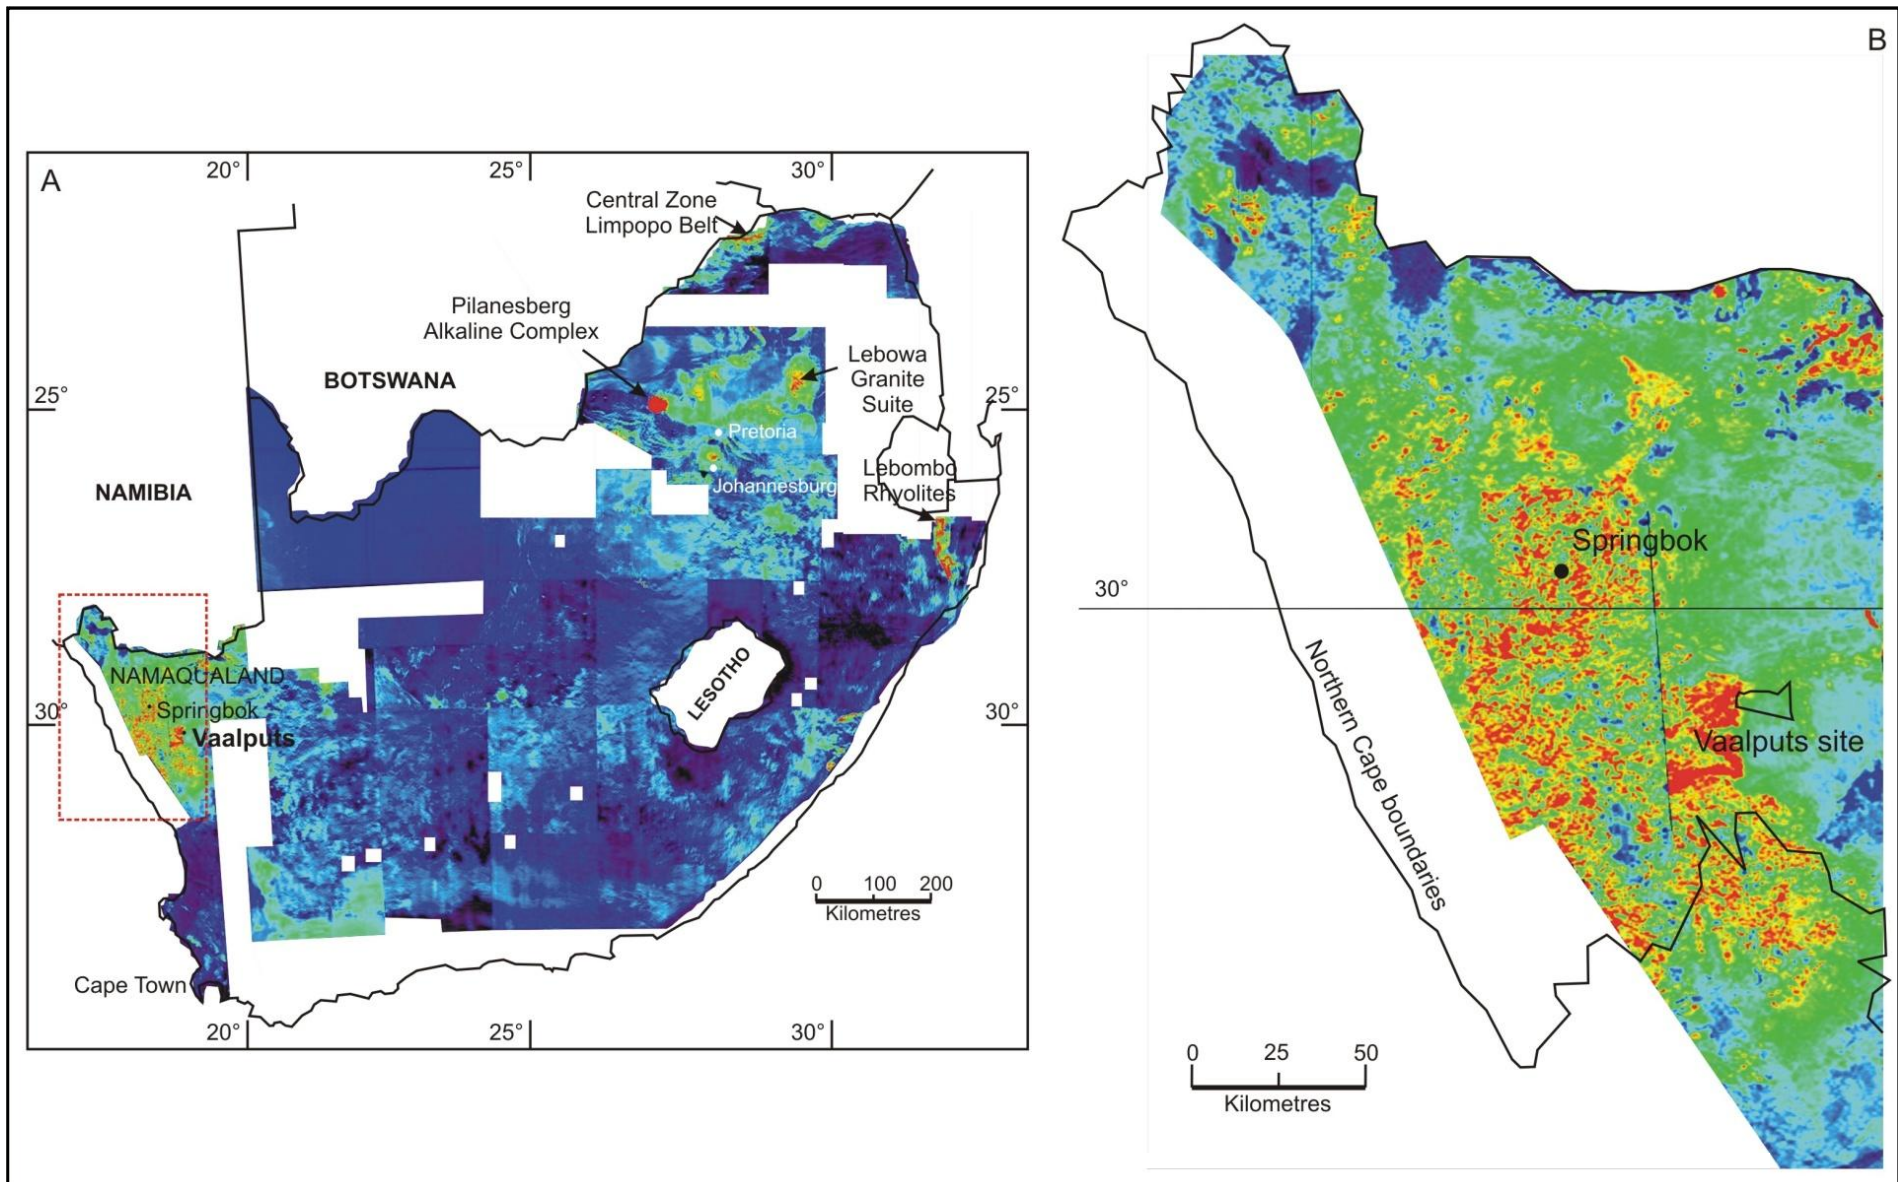 A
20°
25°
30°
Central Zone
Limpopo Belt
Pilanesberg
Alkaline Complex
Lebowa
Granite
Suite
BOTSWANA
25°
25°
Pretoria
Lebombo
Rhyolites
Johannesburg
NAMIBIA
NAMAQUALAND
Springbok
Vaalputs
30°
30°
LESOTHO
0 100 200
Kilometres
Cape Town
20°
25°
30°
B
Springbok
30°
Vaalputs site
Northern Cape boundaries
0 25 50
Kilometres